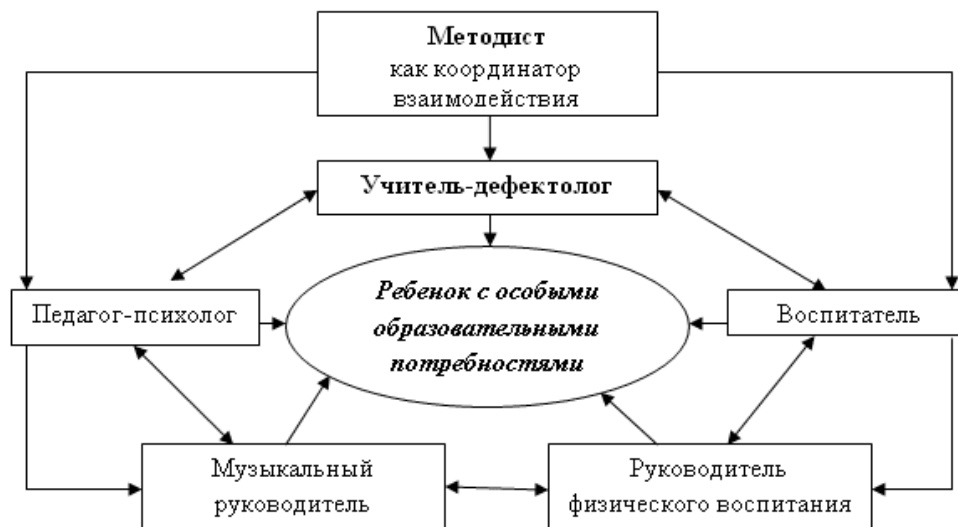 Методист
как координатор
взаимодействия
Учитель-дефектолог
Ребенок с особыми
образовательными
потребностями
Педагог-психолог
Воспитатель
Музыкальный
руководитель
Руководитель
физического воспитания